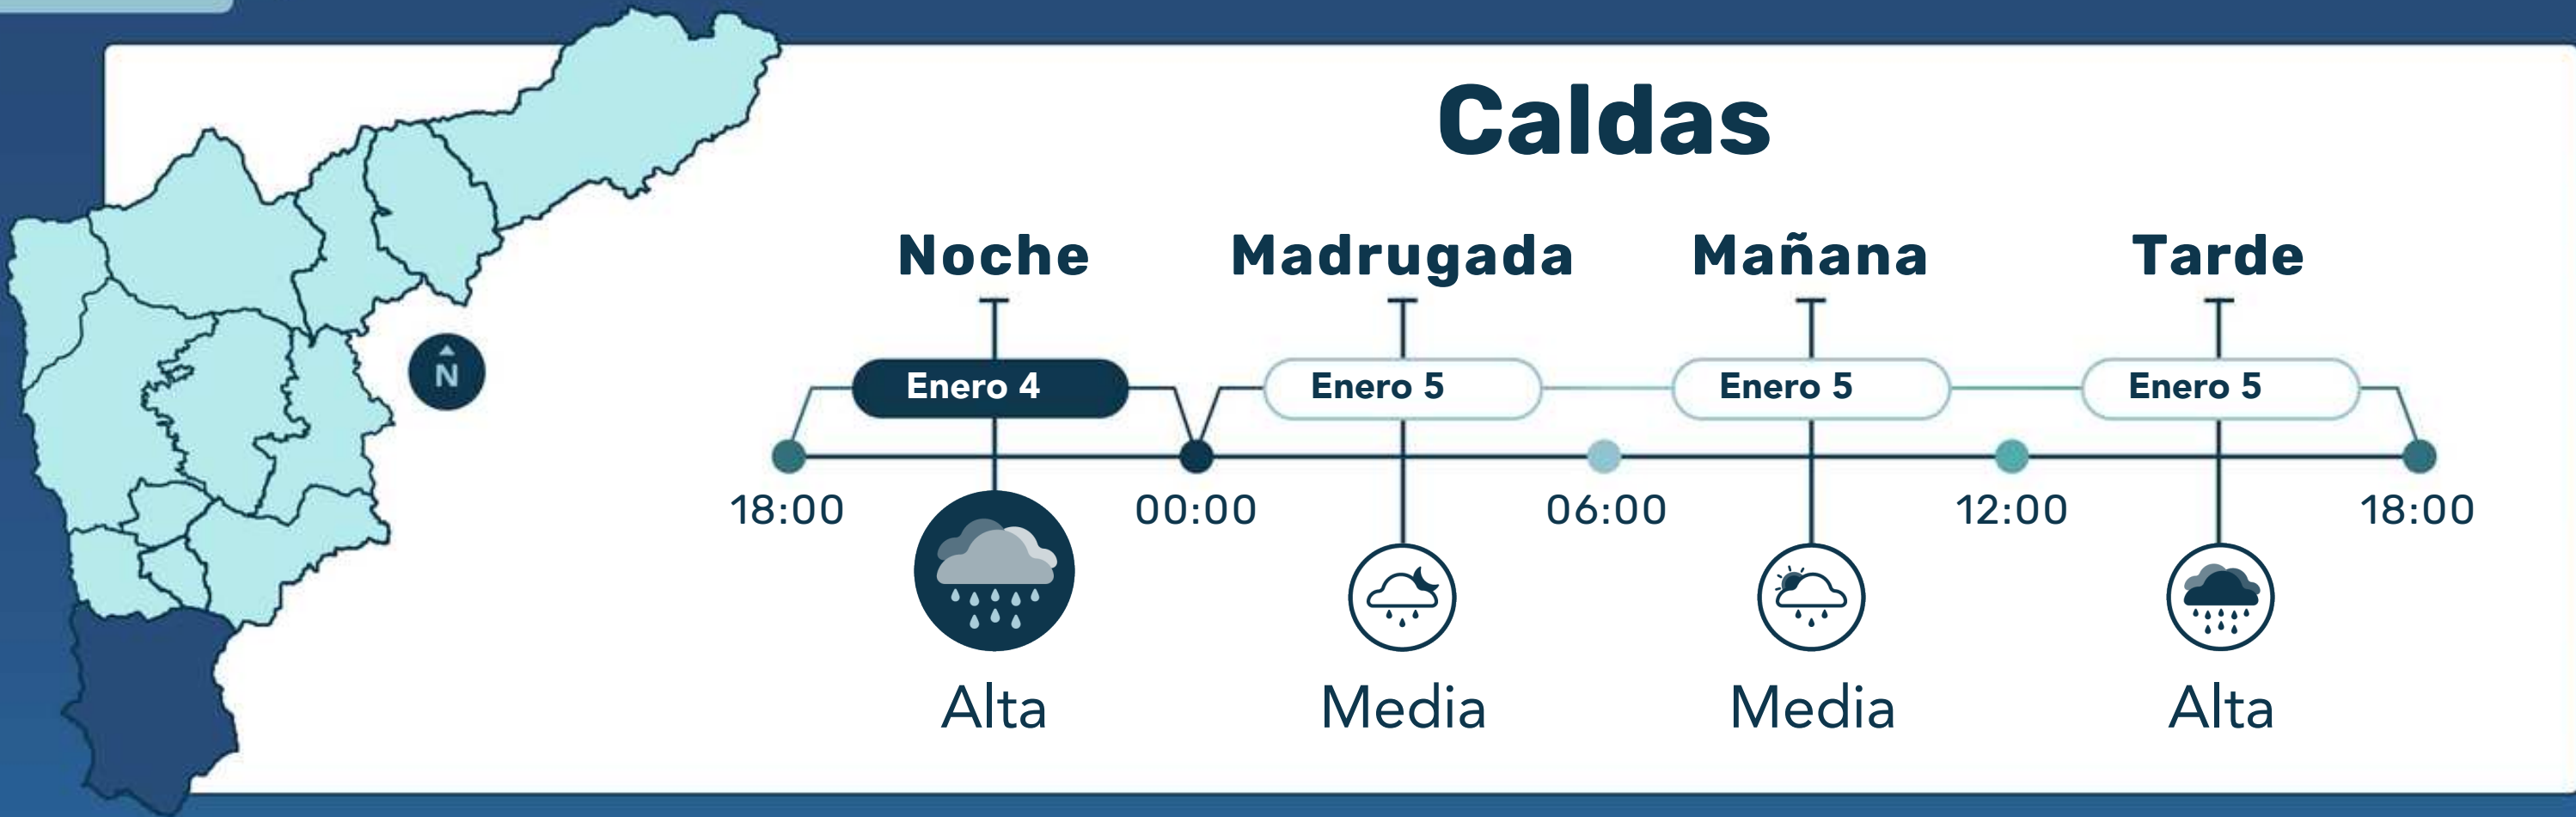 Caldas
Noche Madrugada Mañana Tarde
Enero 4 Enero 5 Enero 5 Enero 5
N
18:00 00:00 06:00 12:00 18:00
Alta Media Media Alta